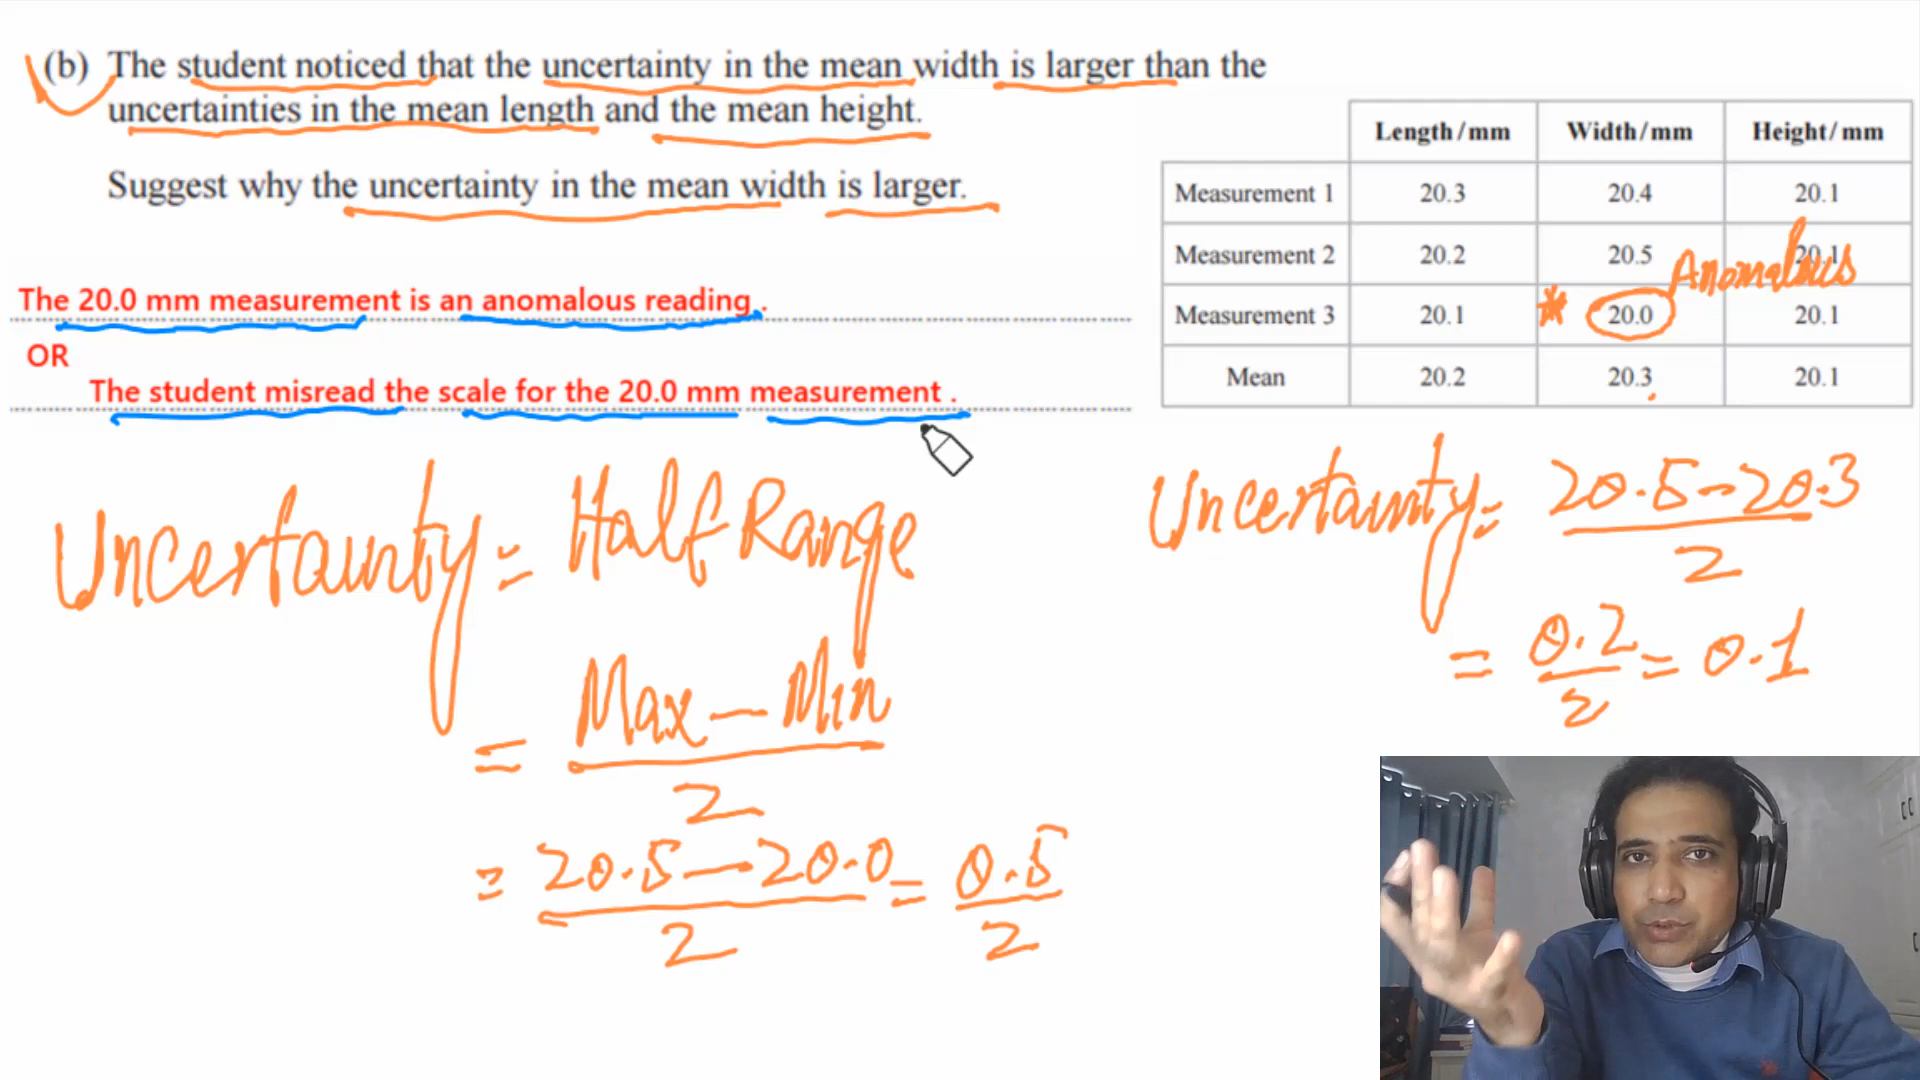 (b) The student noticed that the uncertainty in the mean width is larger than the
uncertainties in the mean length and the mean height.
Suggest why the uncertainty in the mean width is larger.
The 20.0 mm measurement is an anomalous reading .
OR
The student misread the scale for the 20.0 mm measurement .
Length/mm Width/mm Height/mm
Measurement 1 20.3 20.4 20.1
Measurement 2 20.2 20.5 20.1
Anomalous
Measurement 3 20.1 * 20.0 20.1
Mean 20.2 20.3 20.1
Uncertainty = Half Range
= Max - Min
2
= 20.5 - 20.0 = 0.5
2 2
Uncertainty = 20.5 - 20.3
2
= 0.2 = 0.1
2